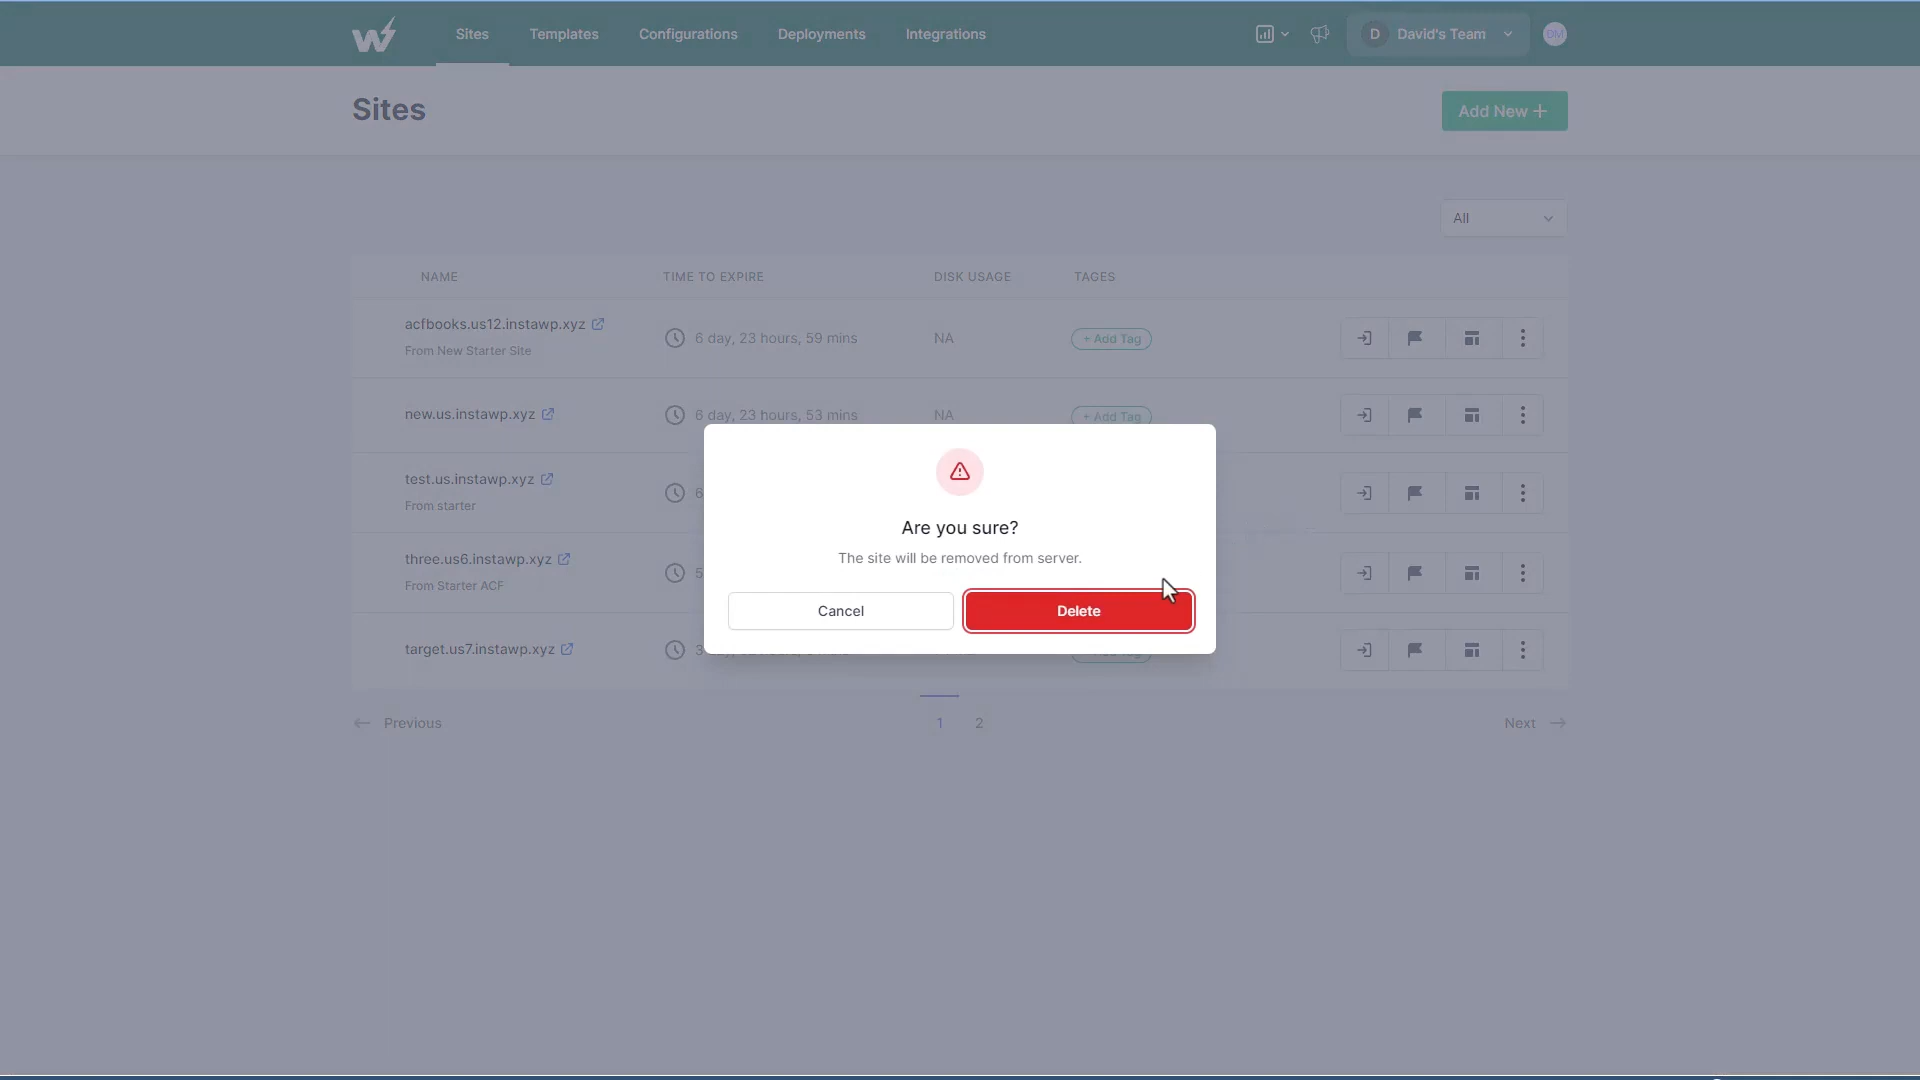 Sites
Templates
Configurations
Deployments
Integrations
D
David's Team
DM
Sites
Add New
All
NAME
TIME TO EXPIRE
DISK USAGE
TAGES
acfbooks.us12.instawp.xyz
From New Starter Site
6 day, 23 hours, 59 mins
NA
+ Add Tag
new.us.instawp.xyz
6 day, 23 hours, 53 mins
NA
+ Add Tag
test.us.instawp.xyz
From starter
6
three.us6.instawp.xyz
From Starter ACF
5
target.us7.instawp.xyz
3
Are you sure?
The site will be removed from server.
Cancel
Delete
Previous
1
2
Next